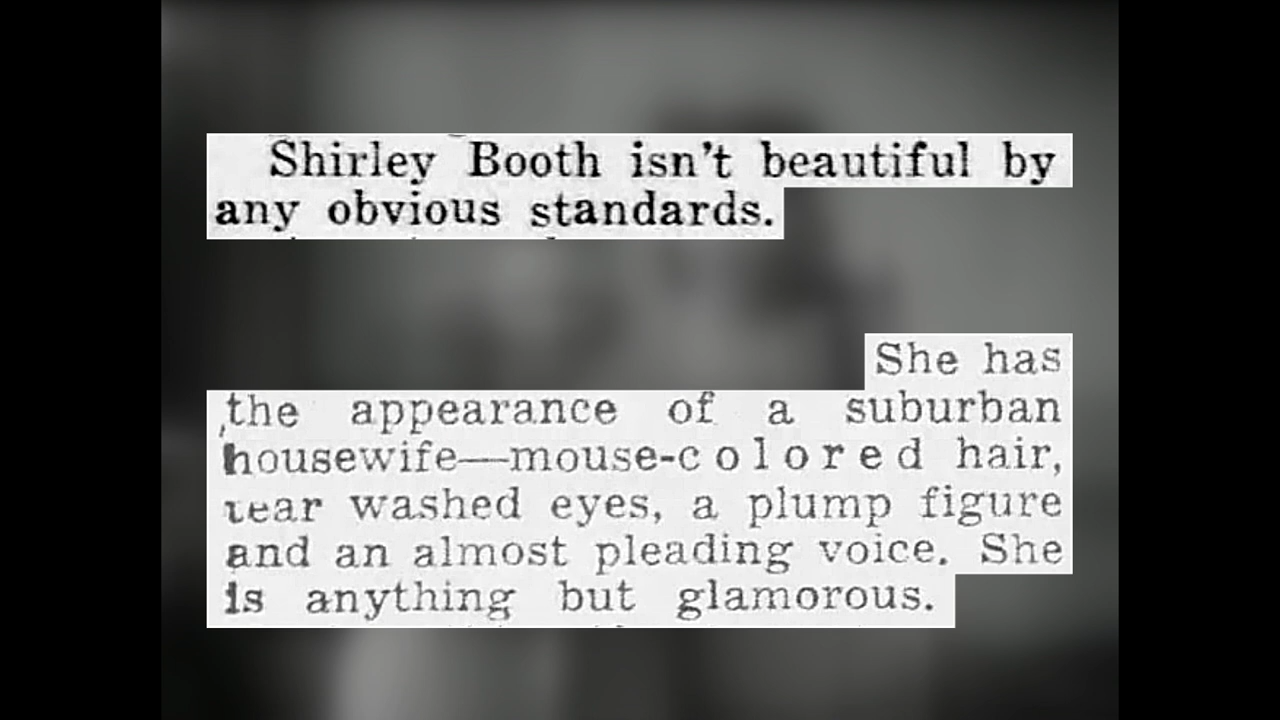 Shirley Booth isn't beautiful by
any obvious standards.
She has
the appearance of a suburban
housewife—mouse-colored hair,
tear washed eyes, a plump figure
and an almost pleading voice. She
is anything but glamorous.